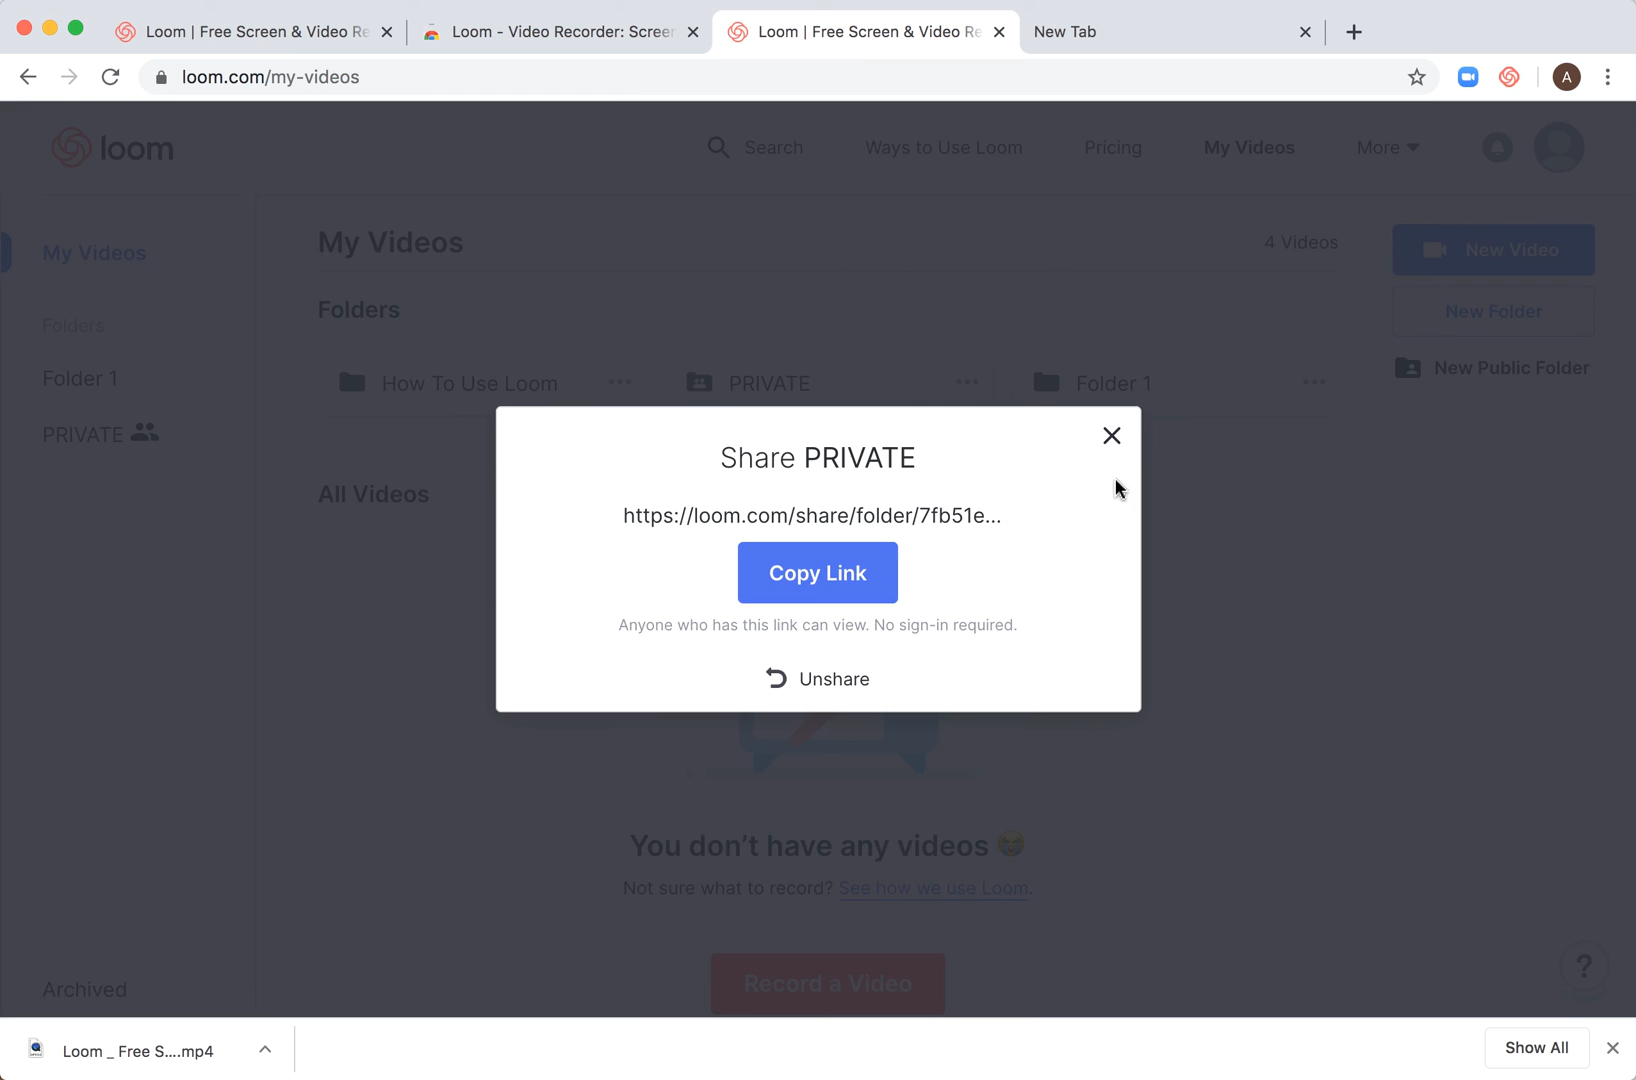 Loom | Free Screen & Video Re
Loom - Video Recorder: Screen
Loom | Free Screen & Video Re
New Tab
loom.com/my-videos
A
loom
Search
Ways to Use Loom
Pricing
My Videos
More
My Videos
My Videos
4 Videos
New Video
Folders
Folders
New Folder
Folder 1
How To Use Loom
PRIVATE
Folder 1
New Public Folder
PRIVATE
Share PRIVATE
All Videos
https://loom.com/share/folder/7fb51e...
Copy Link
Anyone who has this link can view. No sign-in required.
Unshare
You don't have any videos 😭
Not sure what to record? See how we use Loom.
Record a Video
?
Archived
Loom _ Free S....mp4
Show All